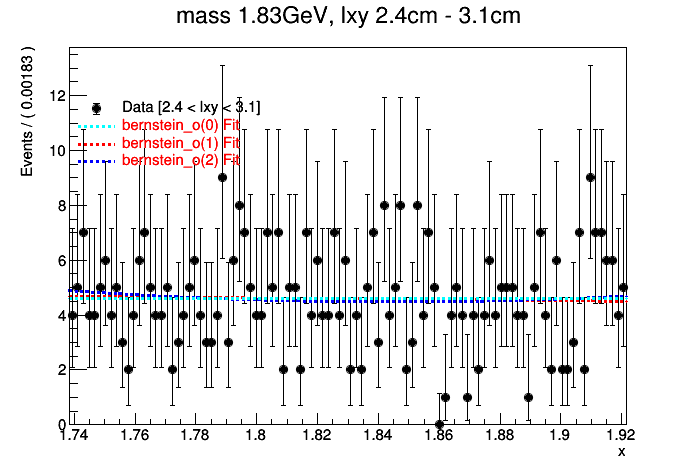 mass 1.83GeV, lxy 2.4cm - 3.1cm
Events / ( 0.00183 )
12
10
8
6
4
2
0
Data [2.4 < lxy < 3.1]
bernstein_o(0) Fit
bernstein_o(1) Fit
bernstein_o(2) Fit
1.74 1.76 1.78 1.8 1.82 1.84 1.86 1.88 1.9 1.92
x